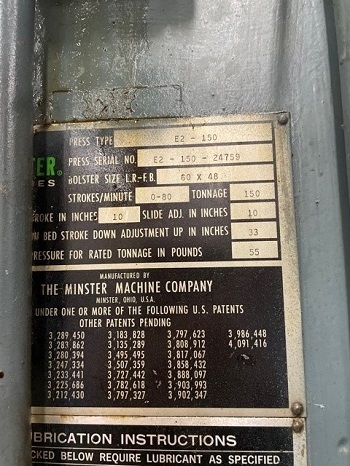 PRESS TYPE E2 - 150
TER®
ES
PRESS SERIAL NO. E2 - 150 - 24759
BOLSTER SIZE L.R.-F.B. 60 X 48
STROKES/MINUTE 0-80 TONNAGE 150
STROKE IN INCHES 10 SLIDE ADJ. IN INCHES 10
BED STROKE DOWN ADJUSTMENT UP IN INCHES 33
PRESSURE FOR RATED TONNAGE IN POUNDS 55
MANUFACTURED BY
THE MINSTER MACHINE COMPANY
MINSTER, OHIO, U.S.A.
UNDER ONE OR MORE OF THE FOLLOWING U.S. PATENTS
OTHER PATENTS PENDING
3,289,450 3,183,828 3,797,623 3,986,448
3,283,862 3,135,289 3,808,912 4,091,416
3,280,394 3,495,495 3,817,067
3,247,334 3,507,359 3,858,432
3,233,441 3,727,442 3,888,097
3,225,686 3,782,618 3,903,993
3,212,430 3,797,327 3,902,347
UBRICATION INSTRUCTIONS
CKED BELOW REQUIRE LUBRICANT AS SPECIFIED